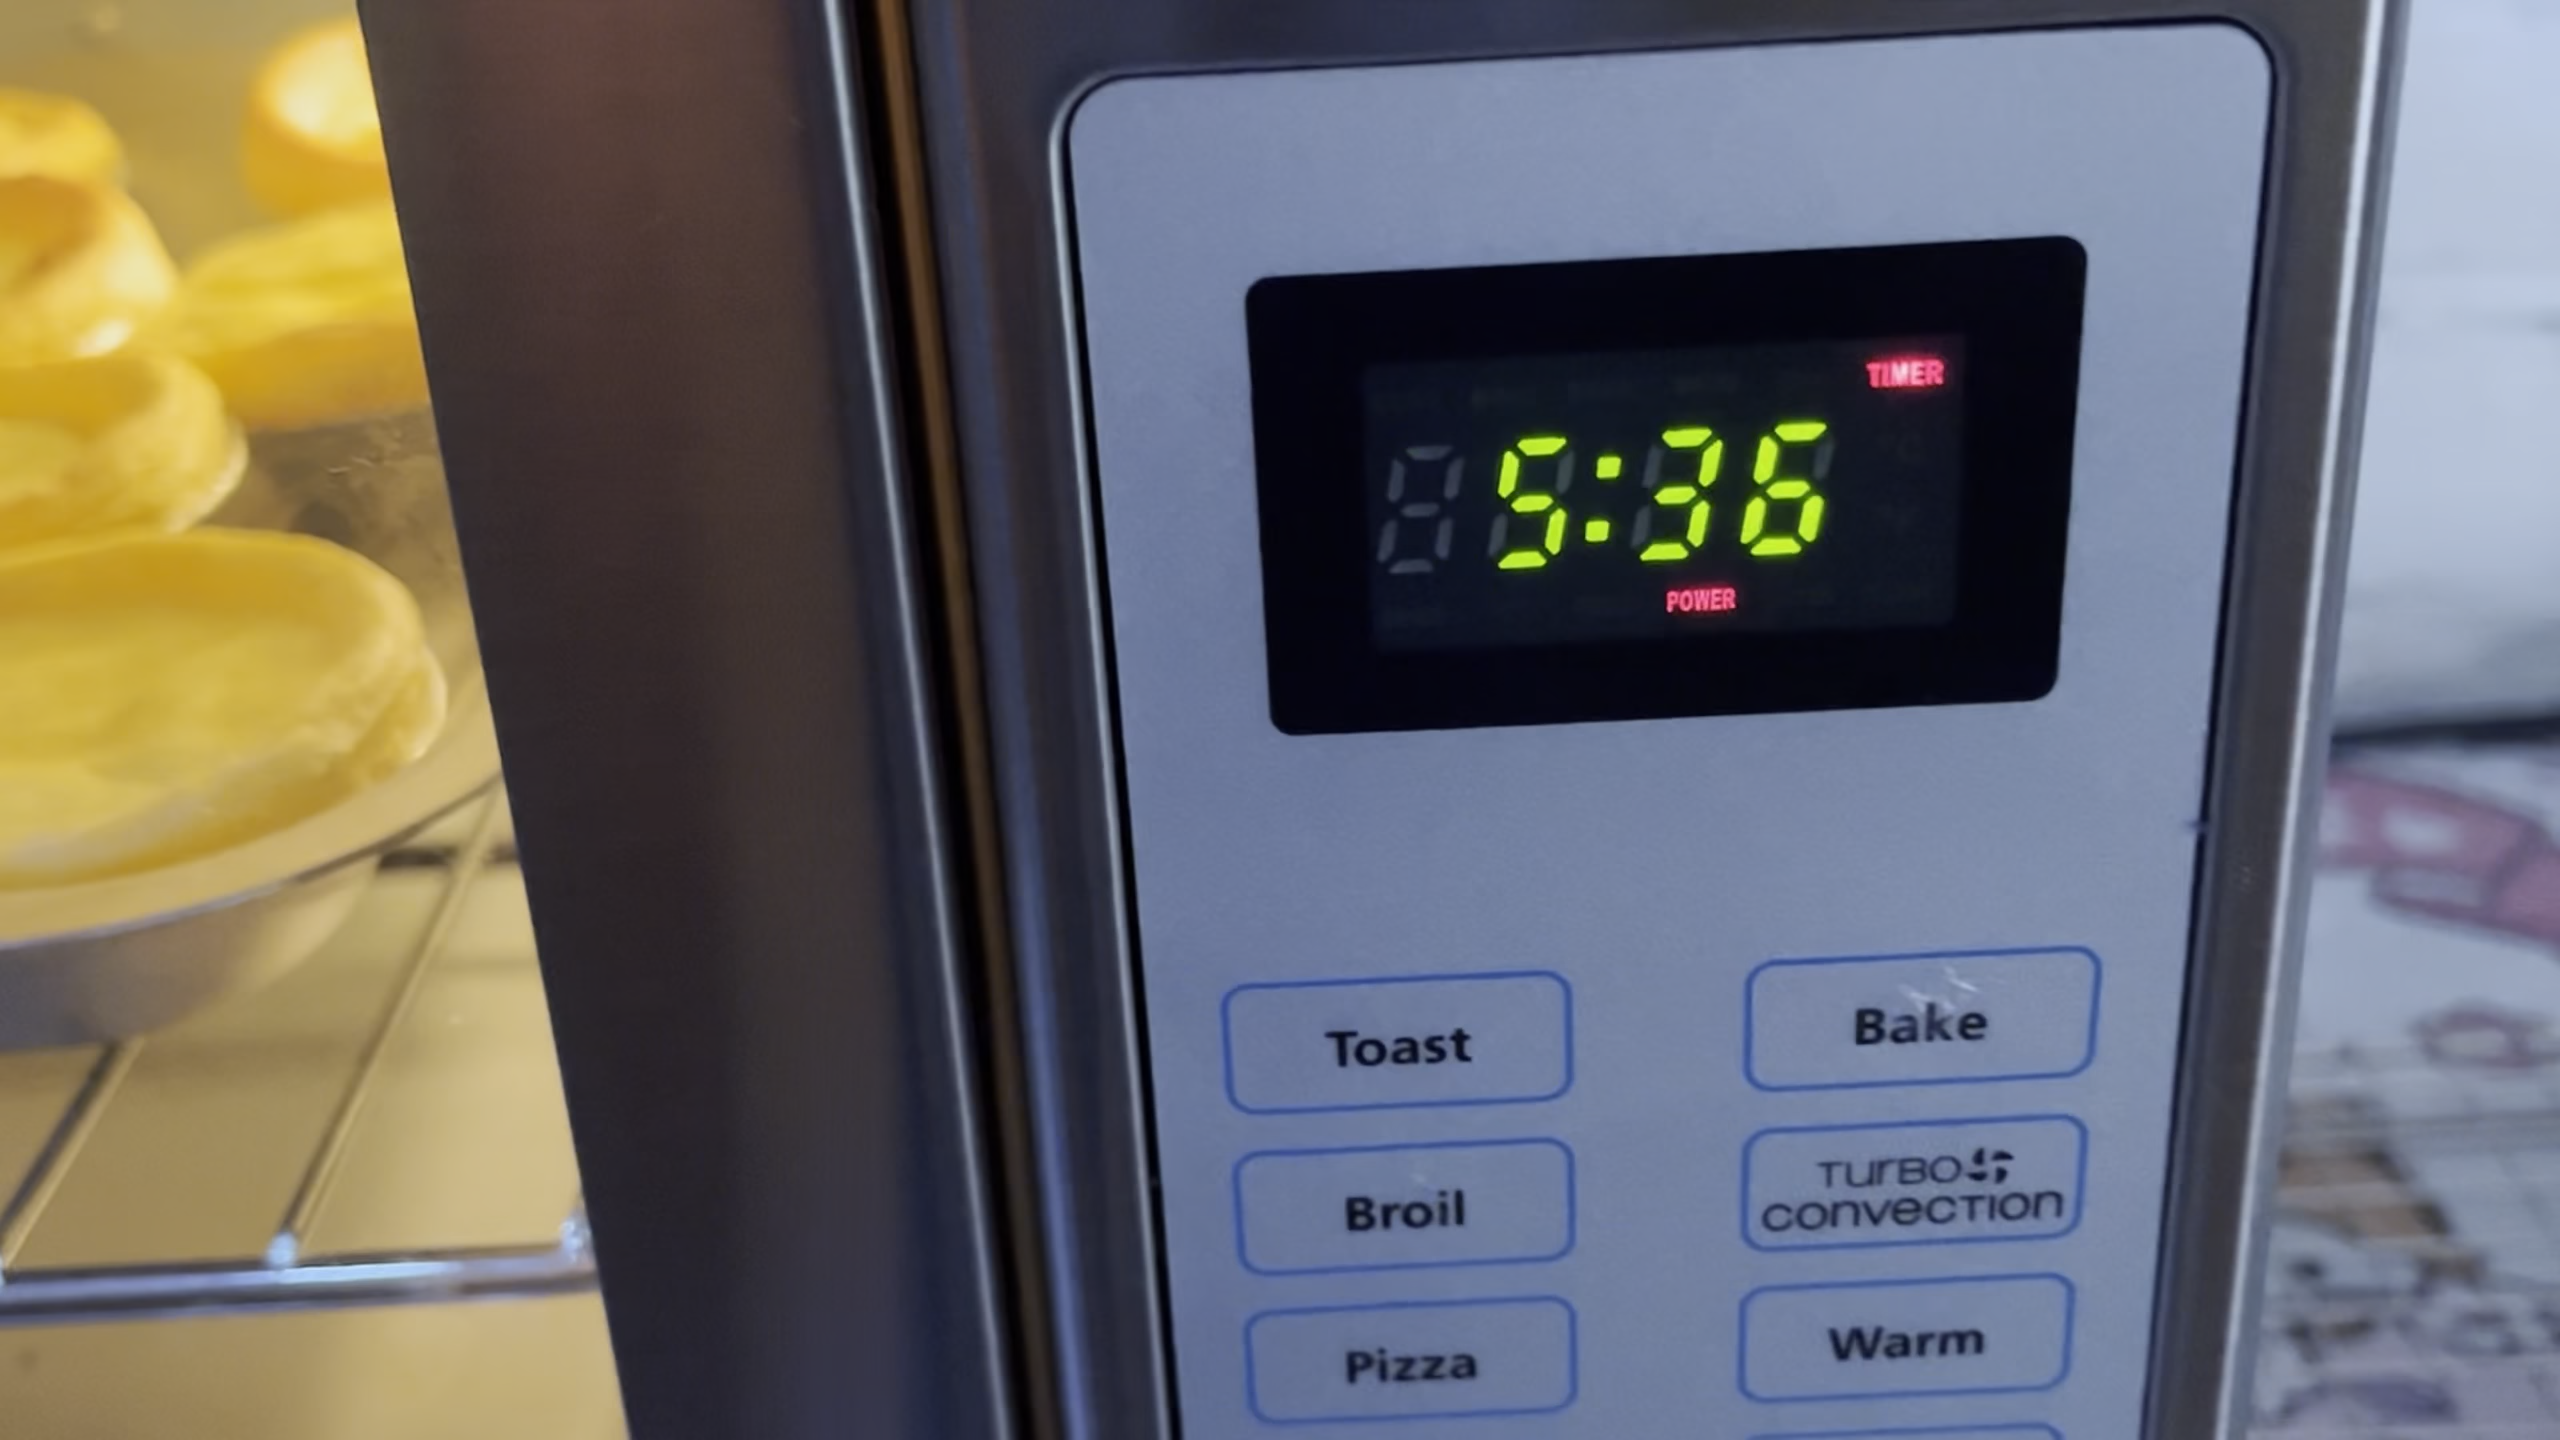 TIMER
5:36
POWER
Toast
Bake
Broil
TURBO
CONVECTION
Pizza
Warm